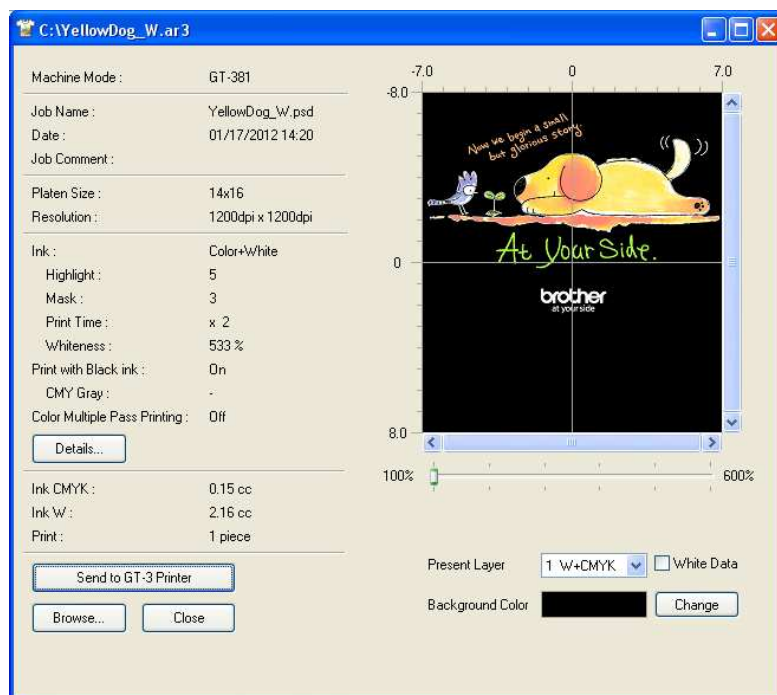 C:\YellowDog_W.ar3
Machine Mode : GT-381
Job Name : YellowDog_W.psd
Date : 01/17/2012 14:20
Job Comment :
Platen Size : 14x16
Resolution : 1200dpi x 1200dpi
Ink : Color+White
Highlight : 5
Mask : 3
Print Time : x 2
Whiteness : 533 %
Print with Black ink : On
CMY Gray : -
Color Multiple Pass Printing : Off
Details...
Ink CMYK : 0.15 cc
Ink W : 2.16 cc
Print : 1 piece
Send to GT-3 Printer
Browse... Close
-7.0 0 7.0
-8.0
Now we begin a small
but glorious story.
At Your Side.
0
brother
at your side
8.0
100% 600%
Present Layer 1 W+CMYK White Data
Background Color Change